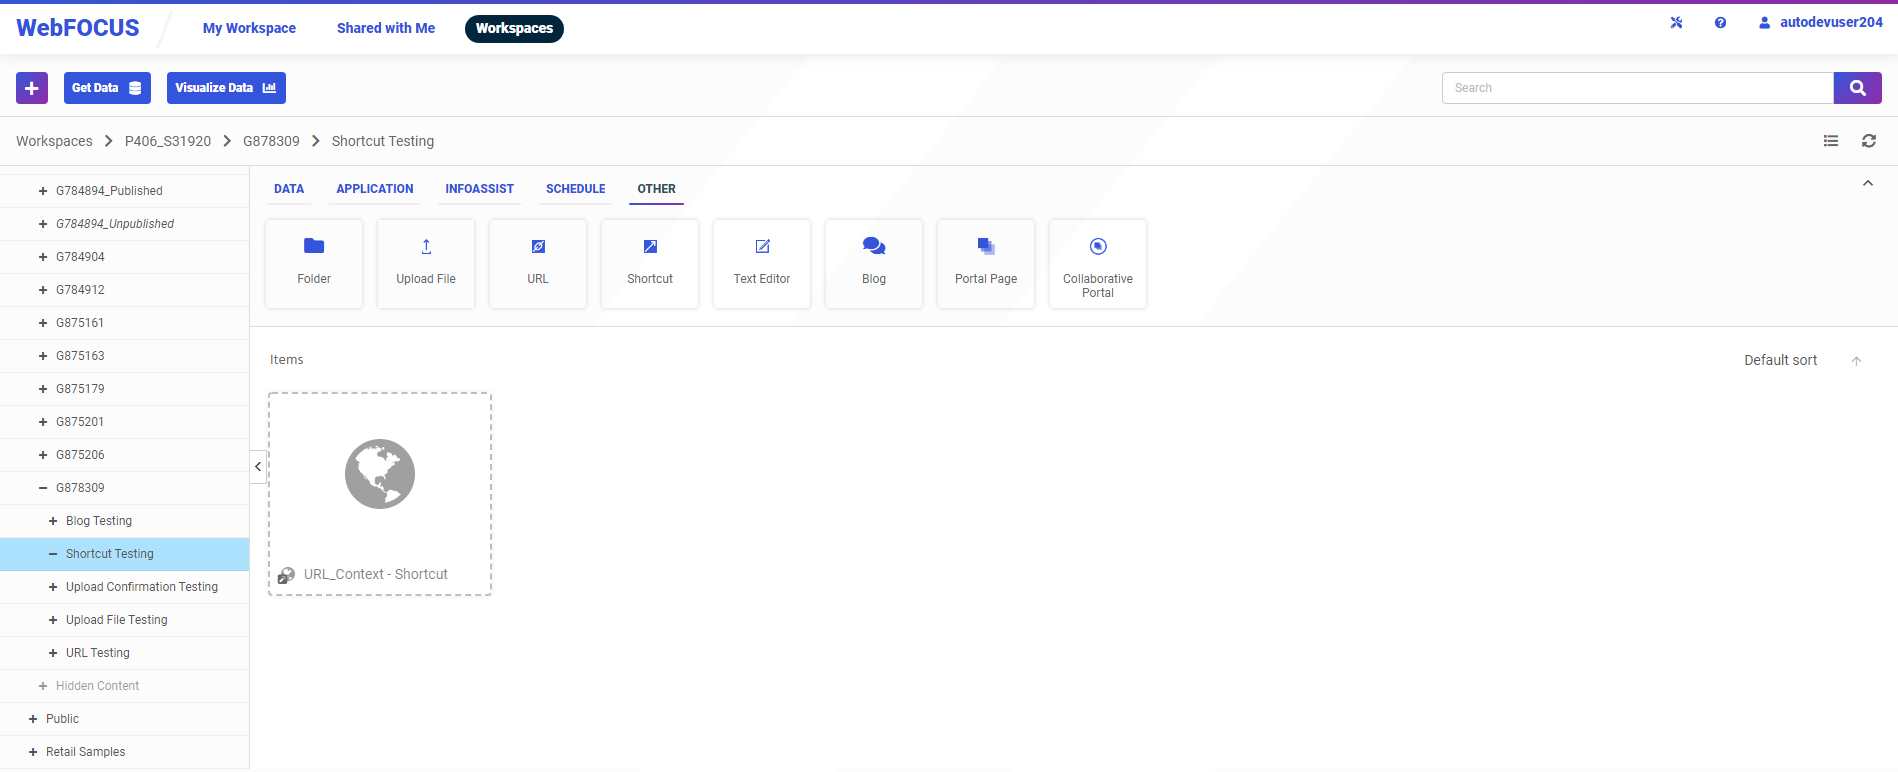 WebFOCUS
My Workspace
Shared with Me
Workspaces
autodevuser204
Get Data
Visualize Data
Search
Workspaces
P406_S31920
G878309
Shortcut Testing
G784894_Published
G784894_Unpublished
G784904
G784912
G875161
G875163
G875179
G875201
G875206
G878309
Blog Testing
Shortcut Testing
Upload Confirmation Testing
Upload File Testing
URL Testing
Hidden Content
Public
Retail Samples
DATA
APPLICATION
INFOASSIST
SCHEDULE
OTHER
Folder
Upload File
URL
Shortcut
Text Editor
Blog
Portal Page
Collaborative
Portal
Items
Default sort
URL_Context - Shortcut